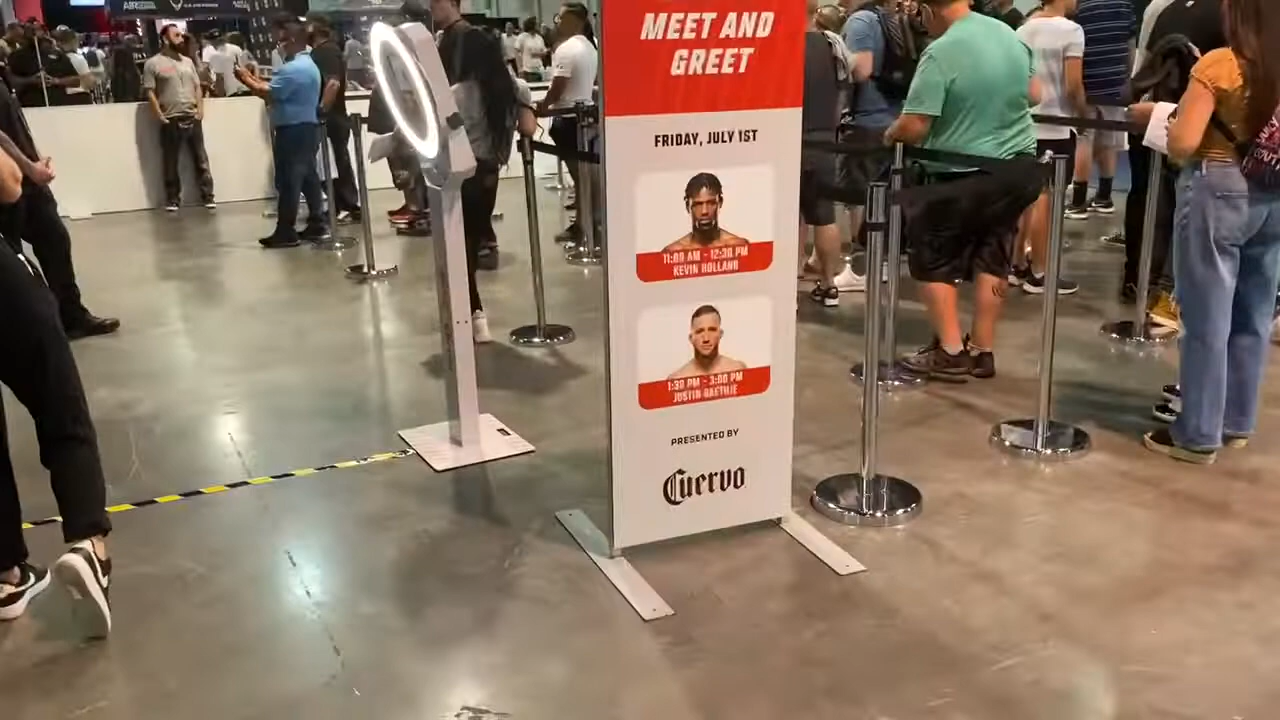 MEET AND
GREET
FRIDAY, JULY 1ST
11:00 AM - 12:30 PM
KEVIN HOLLAND
1:30 PM - 3:00 PM
JUSTIN GAETHJE
PRESENTED BY
Cuervo